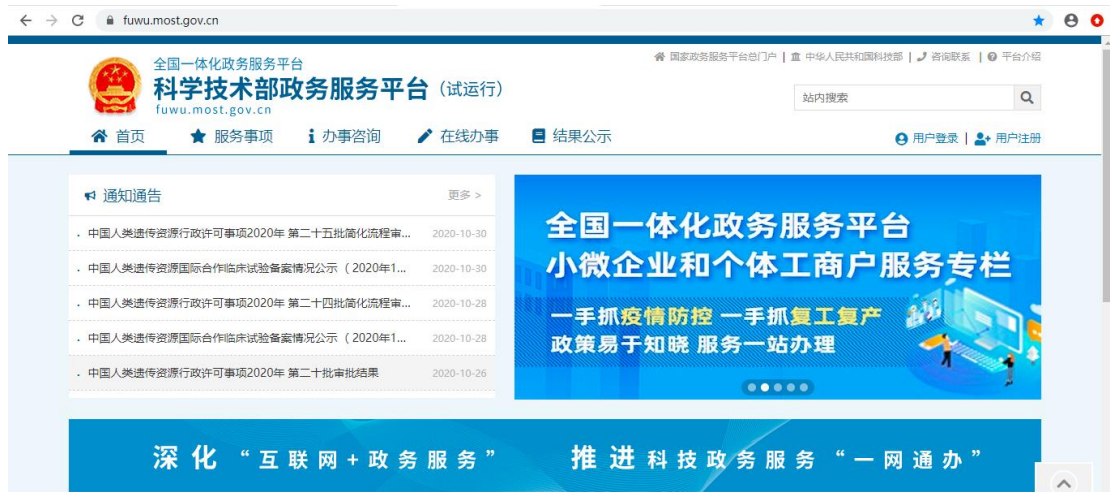 fuwu.most.gov.cn
国家政务服务平台总门户 | 中华人民共和国科技部 | 咨询联系 | 平台介绍
全国一体化政务服务平台
科学技术部政务服务平台（试运行）
fuwu.most.gov.cn
站内搜索
首页 服务事项 办事咨询 在线办事 结果公示 用户登录 | 用户注册
通知通告 更多 >
· 中国人类遗传资源行政许可事项2020年 第二十五批简化流程审... 2020-10-30
· 中国人类遗传资源国际合作临床试验备案情况公示（2020年1... 2020-10-30
· 中国人类遗传资源行政许可事项2020年 第二十四批简化流程审... 2020-10-28
· 中国人类遗传资源国际合作临床试验备案情况公示（2020年1... 2020-10-28
· 中国人类遗传资源行政许可事项2020年 第二十批审批结果 2020-10-26
全国一体化政务服务平台
小微企业和个体工商户服务专栏
一手抓疫情防控 一手抓复工复产
政策易于知晓 服务一站办理
深化“互联网+政务服务” 推进科技政务服务“一网通办”